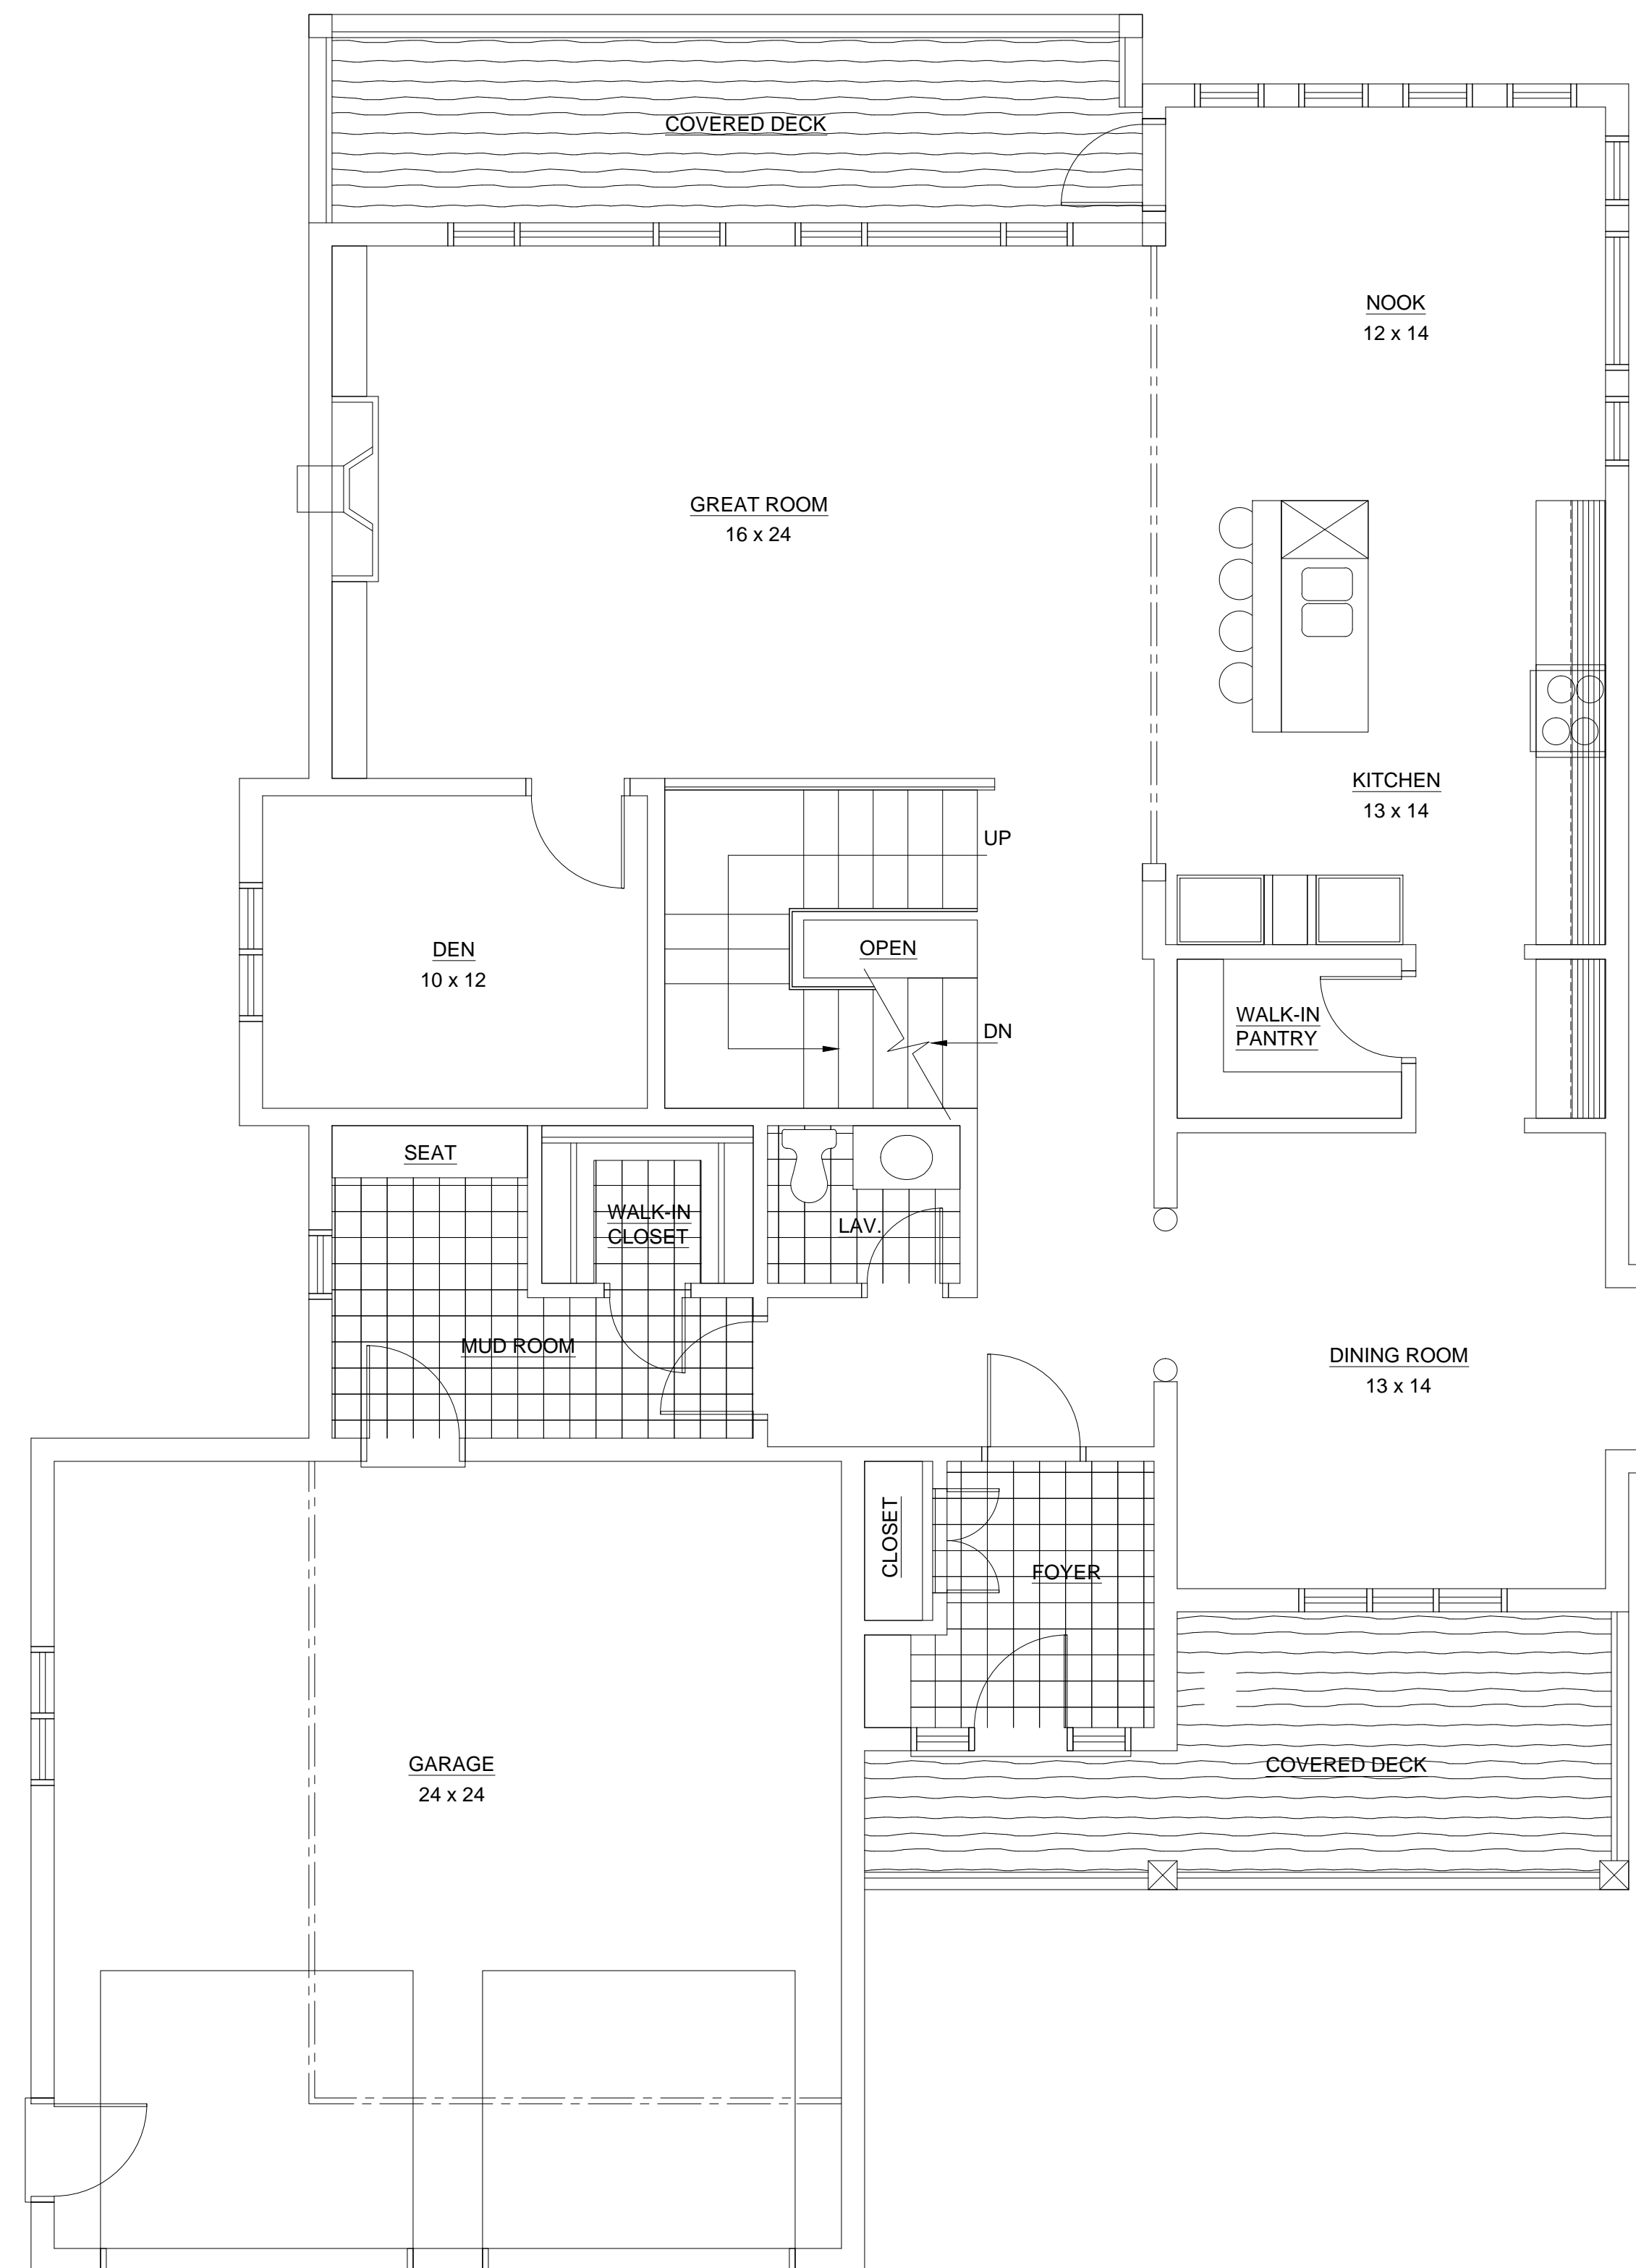 COVERED DECK
NOOK
12 x 14
GREAT ROOM
16 x 24
KITCHEN
13 x 14
UP
DEN
10 x 12
OPEN
DN
WALK-IN
PANTRY
SEAT
WALK-IN
CLOSET
LAV.
MUD ROOM
DINING ROOM
13 x 14
CLOSET
FOYER
GARAGE
24 x 24
COVERED DECK